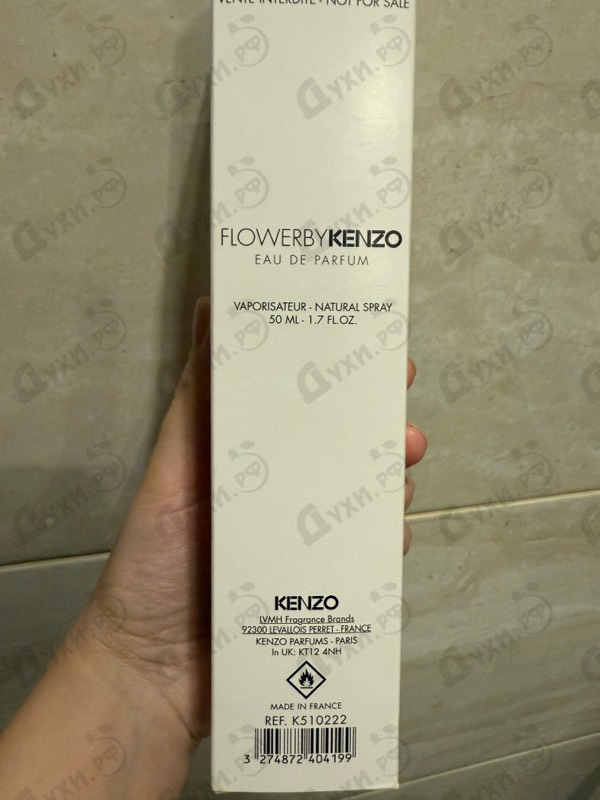 VENTE INTERDITE - NOT FOR SALE
FLOWERBYKENZO
EAU DE PARFUM
VAPORISATEUR - NATURAL SPRAY
50 ML - 1.7 FL.OZ.
KENZO
LVMH Fragrance Brands
92300 LEVALLOIS PERRET - FRANCE
KENZO PARFUMS - PARIS
In UK: KT12 4NH
MADE IN FRANCE
REF. K510222
3 274872 404199
Духи.рф